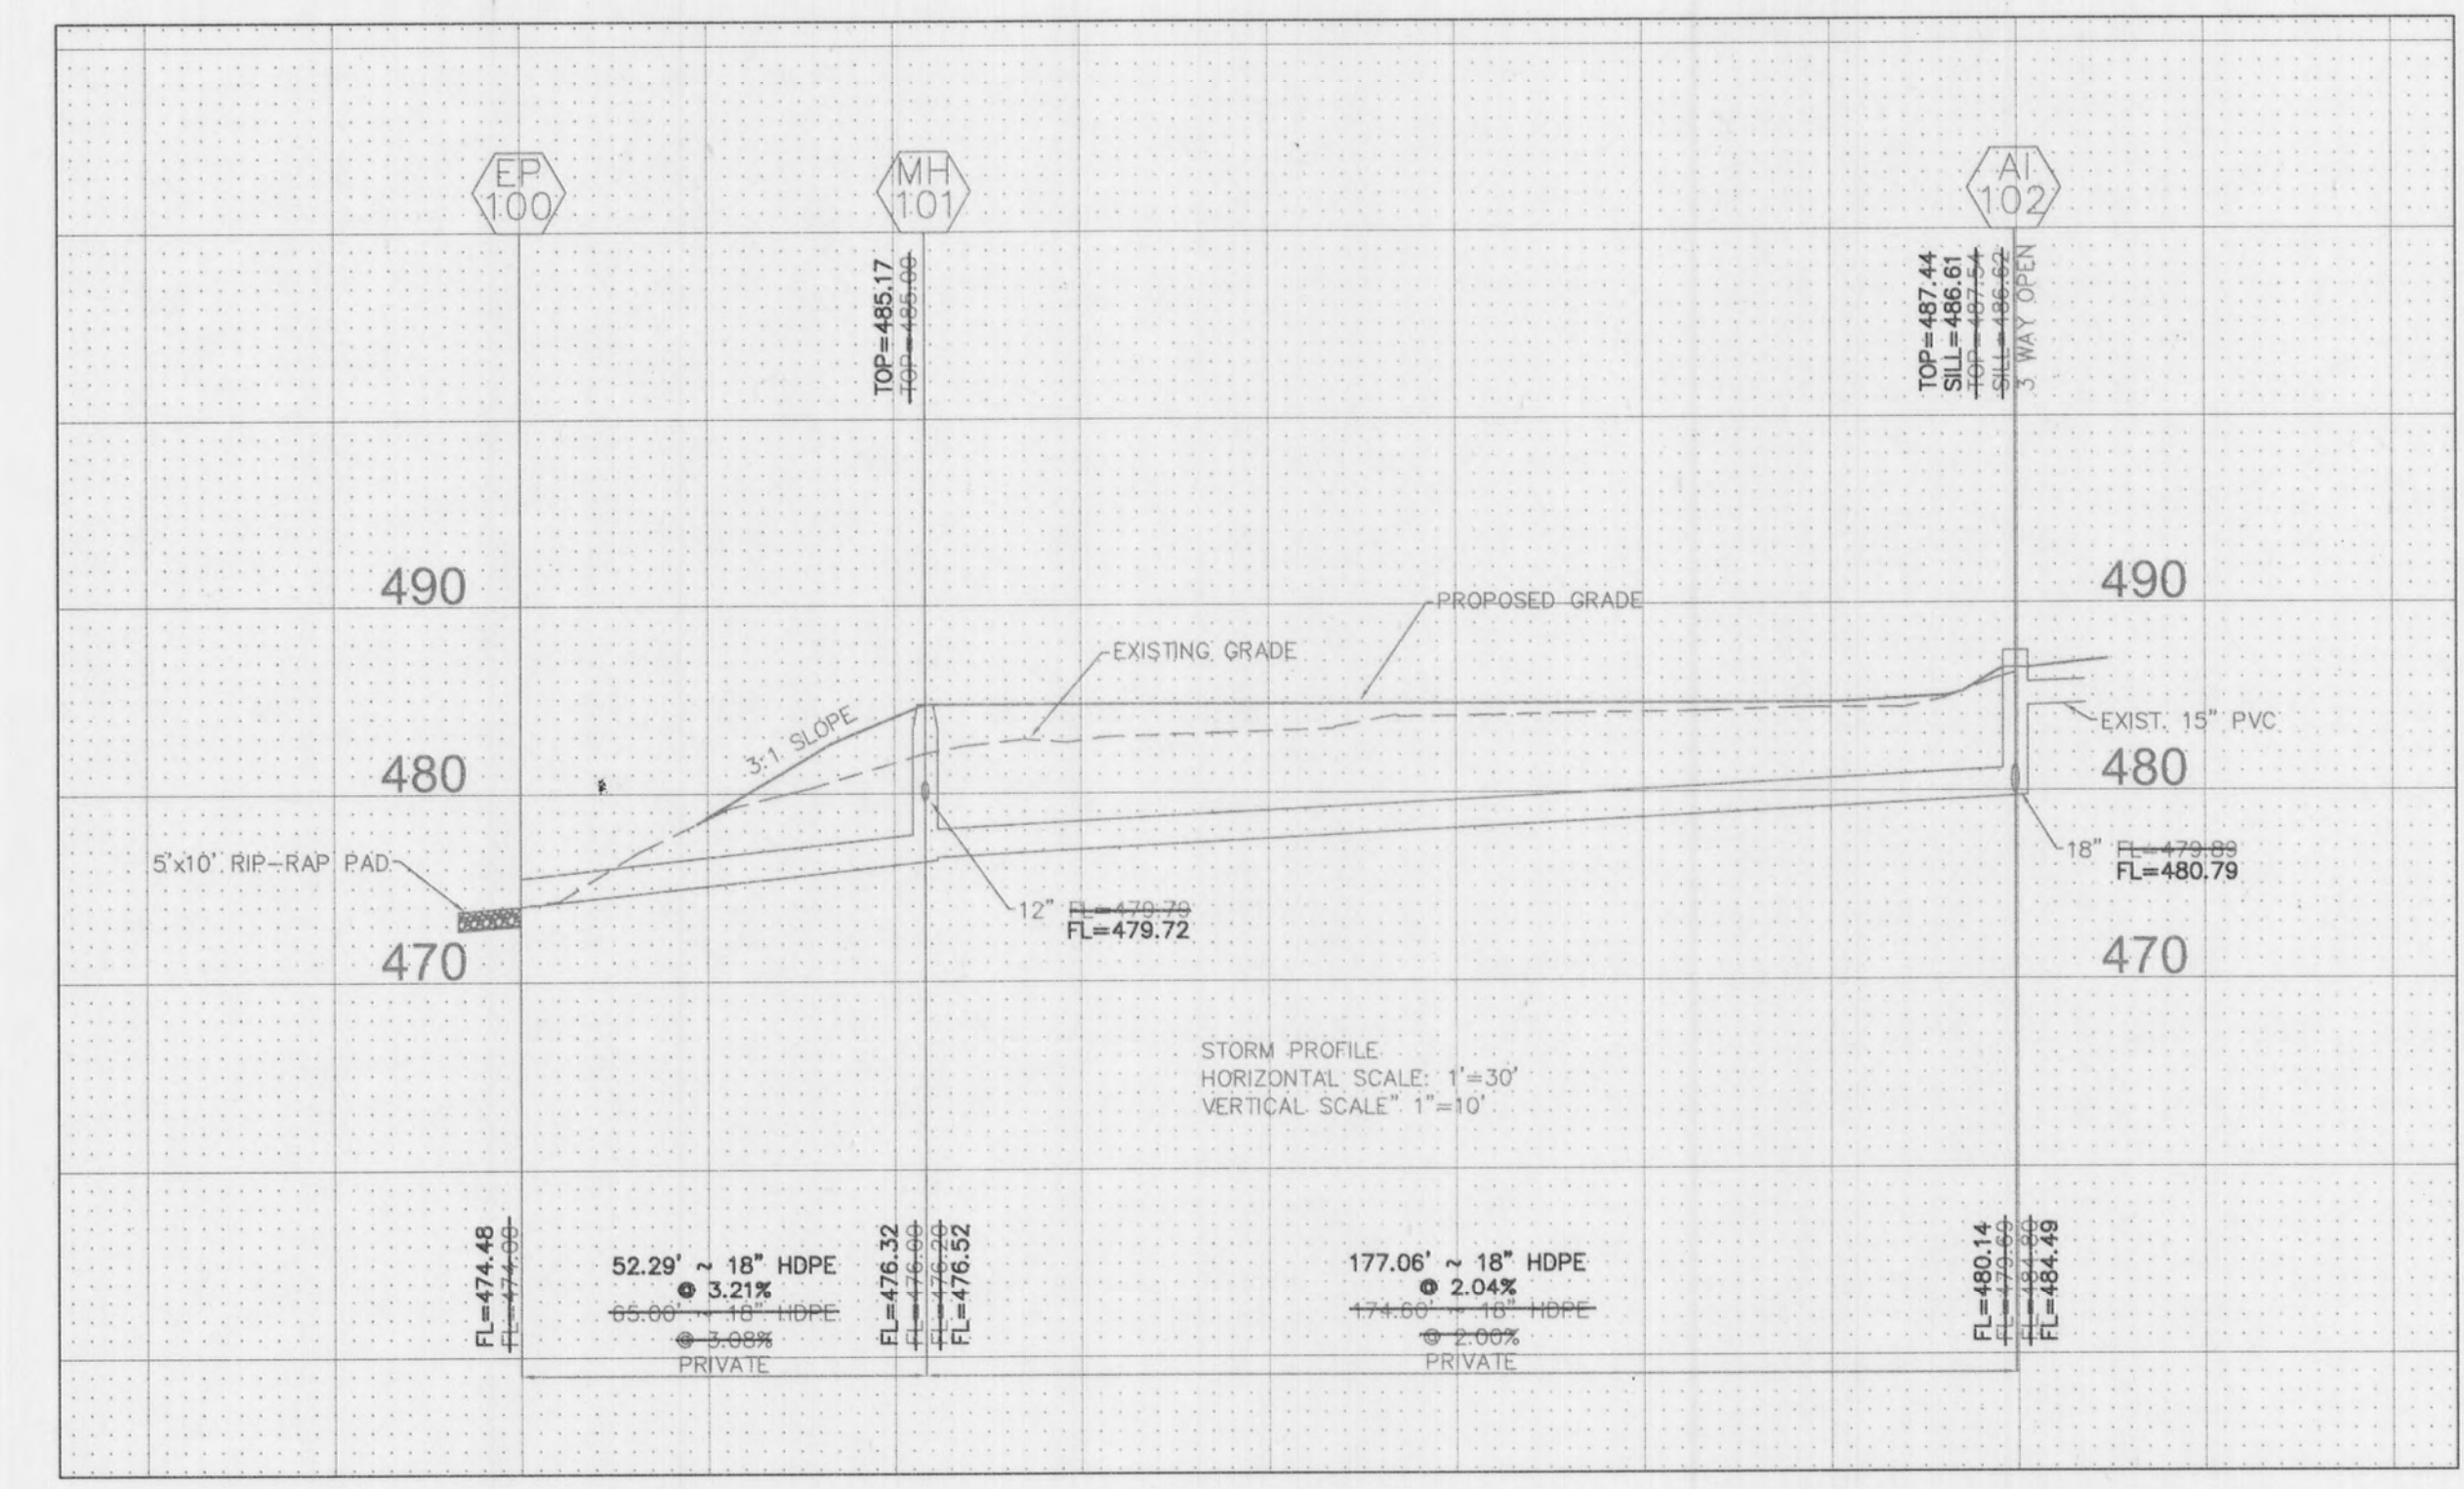 EP
100
MH
101
AI
102
TOP=485.17
TOP=485.00
TOP=487.44
SILL=486.61
TOP=487.54
SILL=486.62
3 WAY OPEN
490
490
PROPOSED GRADE
EXISTING GRADE
3:1 SLOPE
EXIST. 15" PVC
480
480
5'x10' RIP-RAP PAD
18" FL=479.89
FL=480.79
12" FL=479.79
FL=479.72
470
470
STORM PROFILE
HORIZONTAL SCALE: 1'=30'
VERTICAL SCALE" 1"=10'
FL=474.48
FL=474.00
52.29' ~ 18" HDPE
@ 3.21%
65.00' ~ 18" HDPE
@ 3.08%
PRIVATE
FL=476.32
FL=476.00
FL=476.20
FL=476.52
177.06' ~ 18" HDPE
@ 2.04%
174.60' ~ 18" HDPE
@ 2.00%
PRIVATE
FL=480.14
FL=479.69
FL=484.80
FL=484.49